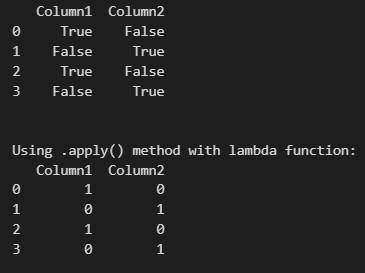 Column1 Column2
0 True False
1 False True
2 True False
3 False True
Using .apply() method with lambda function:
Column1 Column2
0 1 0
1 0 1
2 1 0
3 0 1